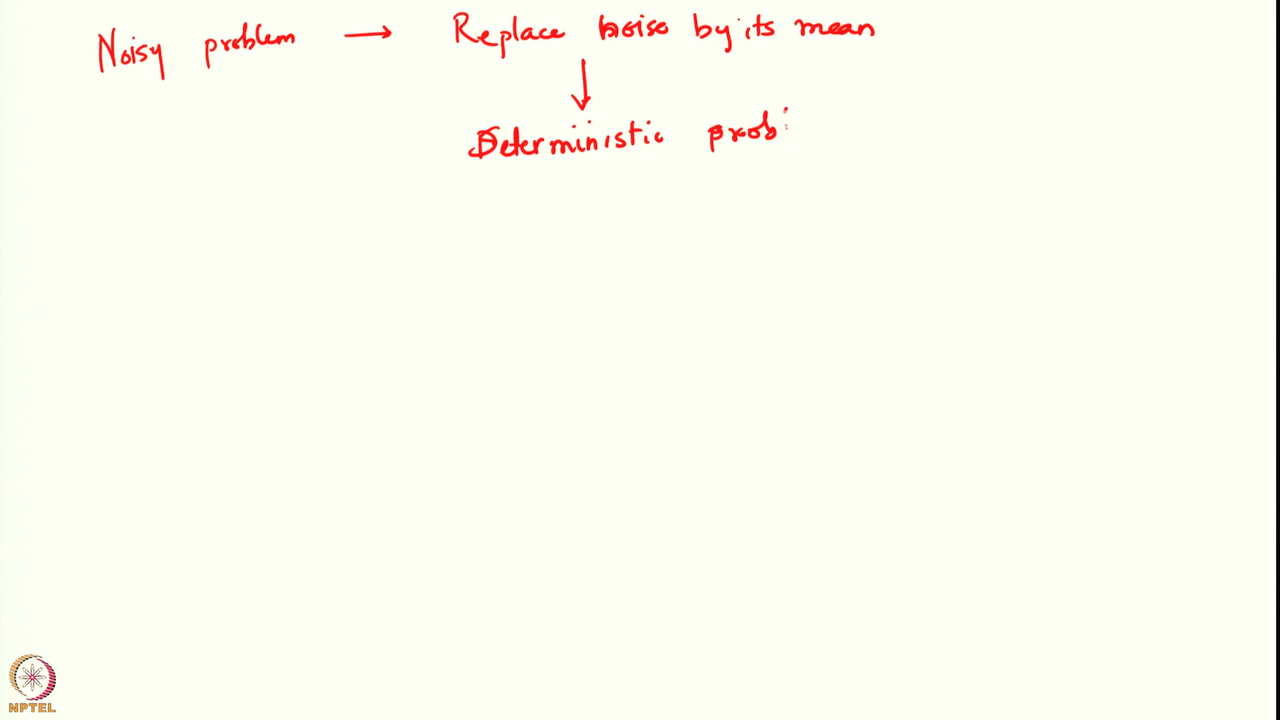 Noisy problem → Replace noise by its mean
↓
Deterministic prob
NPTEL